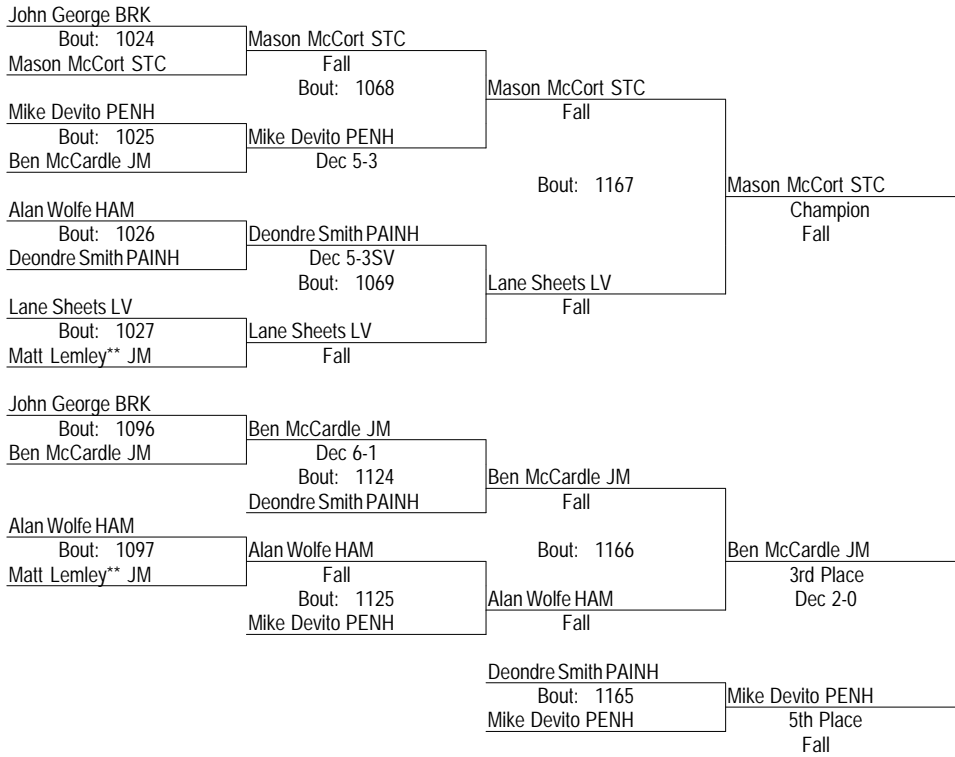 John George BRK
Bout: 1024
Mason McCort STC
Mason McCort STC
Fall
Bout: 1068
Mason McCort STC
Fall
Mike Devito PENH
Bout: 1025
Ben McCardle JM
Mike Devito PENH
Dec 5-3
Bout: 1167
Mason McCort STC
Champion
Fall
Alan Wolfe HAM
Bout: 1026
Deondre Smith PAINH
Deondre Smith PAINH
Dec 5-3SV
Bout: 1069
Lane Sheets LV
Fall
Lane Sheets LV
Bout: 1027
Matt Lemley** JM
Lane Sheets LV
Fall
John George BRK
Bout: 1096
Ben McCardle JM
Ben McCardle JM
Dec 6-1
Bout: 1124
Deondre Smith PAINH
Ben McCardle JM
Fall
Alan Wolfe HAM
Bout: 1097
Matt Lemley** JM
Alan Wolfe HAM
Fall
Bout: 1125
Mike Devito PENH
Bout: 1166
Alan Wolfe HAM
Fall
Ben McCardle JM
3rd Place
Dec 2-0
Deondre Smith PAINH
Bout: 1165
Mike Devito PENH
Mike Devito PENH
5th Place
Fall